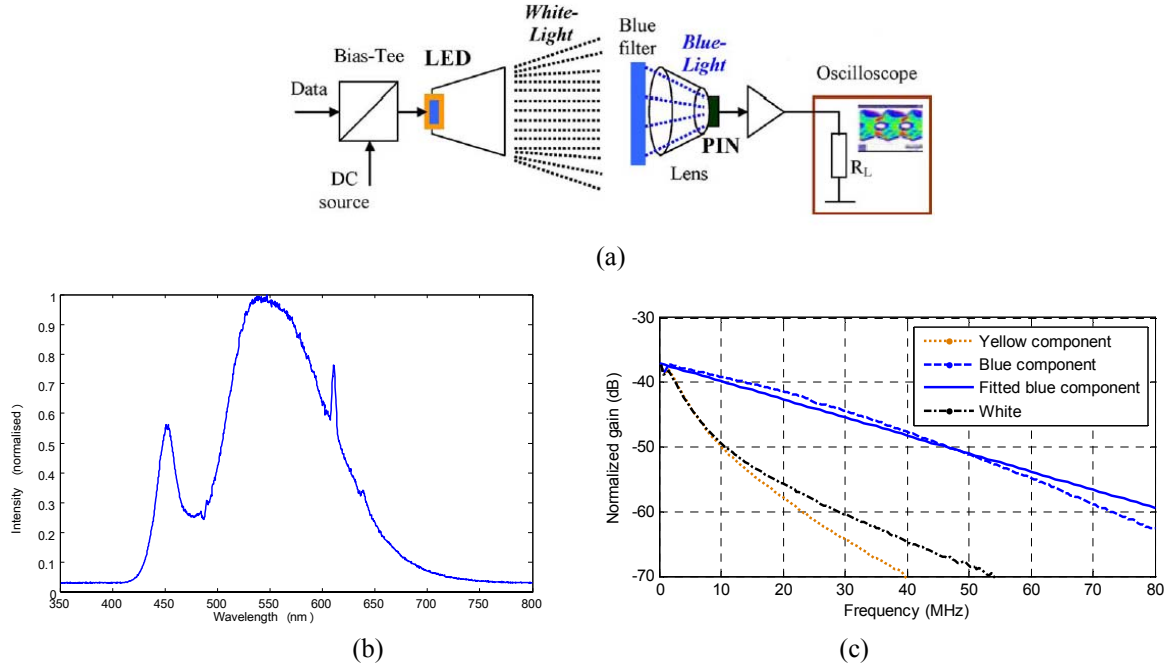 White-
Light
Blue
filter
Bias-Tee
LED
Blue-
Light
Oscilloscope
Data
PIN
R_L
Lens
DC
source
(a)
Intensity (normalised)
1
0.9
0.8
0.7
0.6
0.5
0.4
0.3
0.2
0.1
0
350 400 450 500 550 600 650 700 750 800
Wavelength (nm)
(b)
Normalized gain (dB)
-30
-40
-50
-60
-70
Yellow component
Blue component
Fitted blue component
White
0 10 20 30 40 50 60 70 80
Frequency (MHz)
(c)